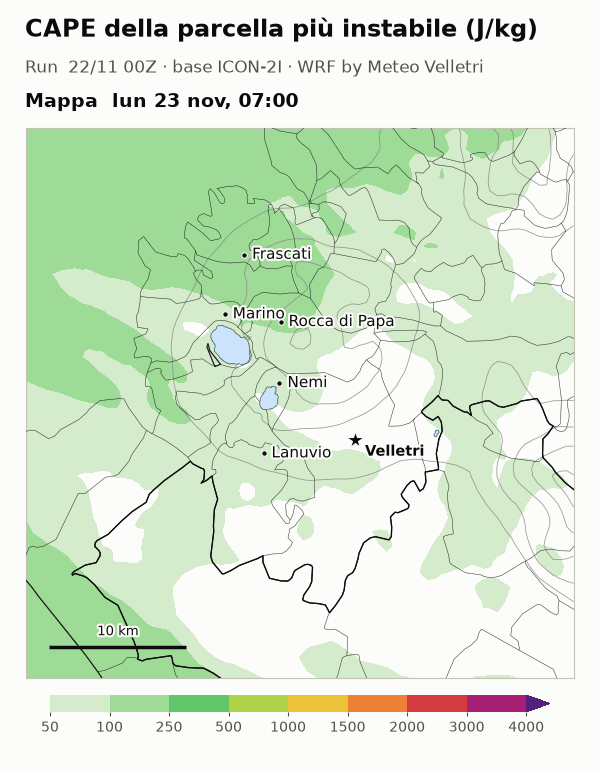 CAPE della parcella più instabile (J/kg)
Run 22/11 00Z · base ICON-2I · WRF by Meteo Velletri
Mappa lun 23 nov, 07:00
Frascati
Marino
Rocca di Papa
Nemi
Velletri
Lanuvio
10 km
50 100 250 500 1000 1500 2000 3000 4000